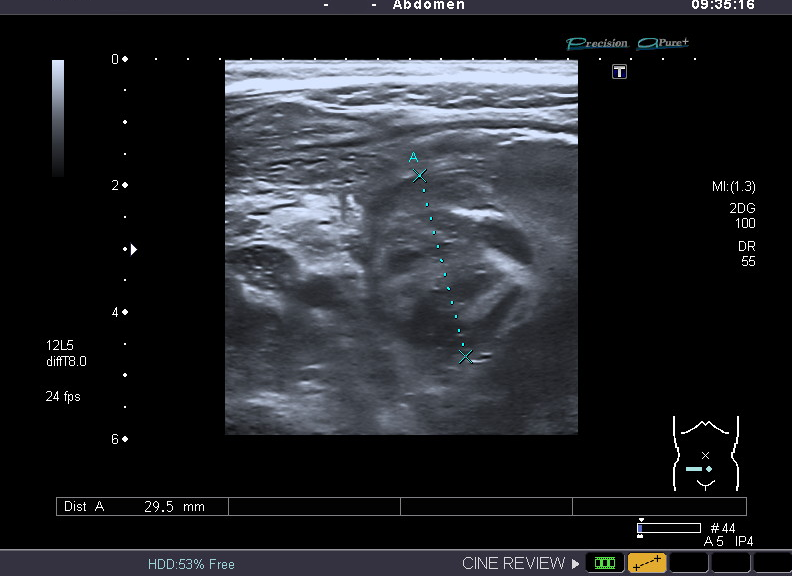 - - Abdomen 09:35:16
Precision APure+
T
0
2
4
6
A
MI:(1.3)
2DG
100
DR
55
12L5
diffT8.0
24 fps
Dist A 29.5 mm
#44
A 5 IP4
HDD:53% Free
CINE REVIEW